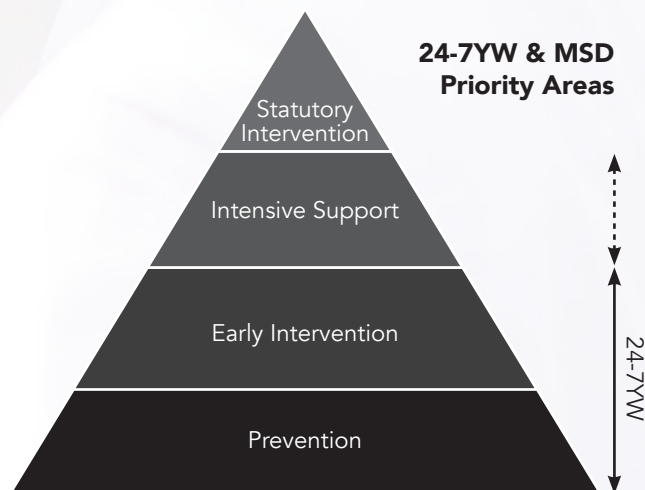 24-7YW & MSD
Priority Areas
Statutory
Intervention
Intensive Support
Early Intervention
Prevention
24-7YW